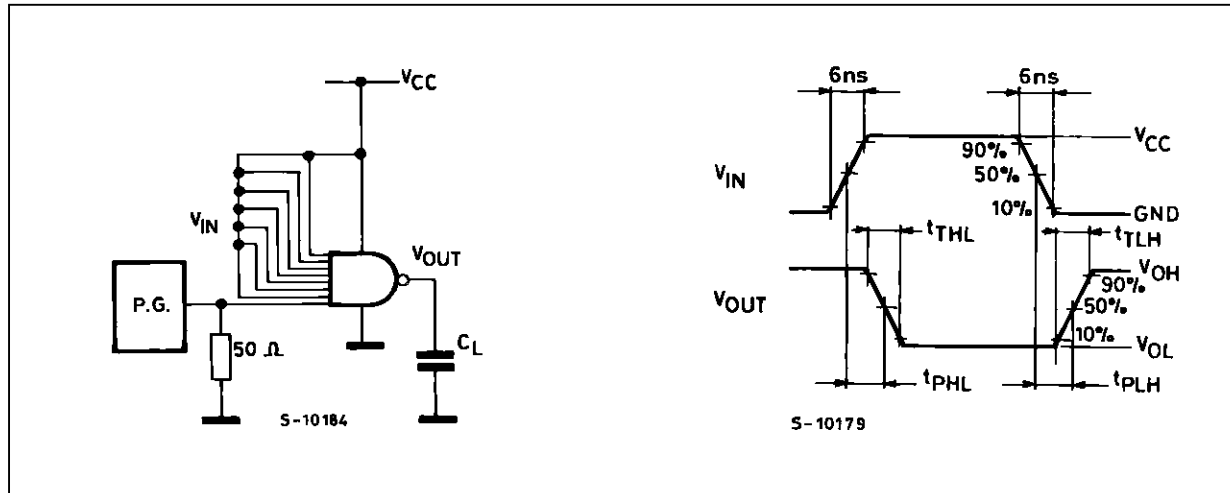 VCC
VIN
VOUT
P.G.
50 Ω
CL
S-10184
6ns
6ns
VCC
90%
50%
10%
VIN
GND
tTHL
tTLH
VOH
90%
50%
10%
VOUT
VOL
tPHL
tPLH
S-10179